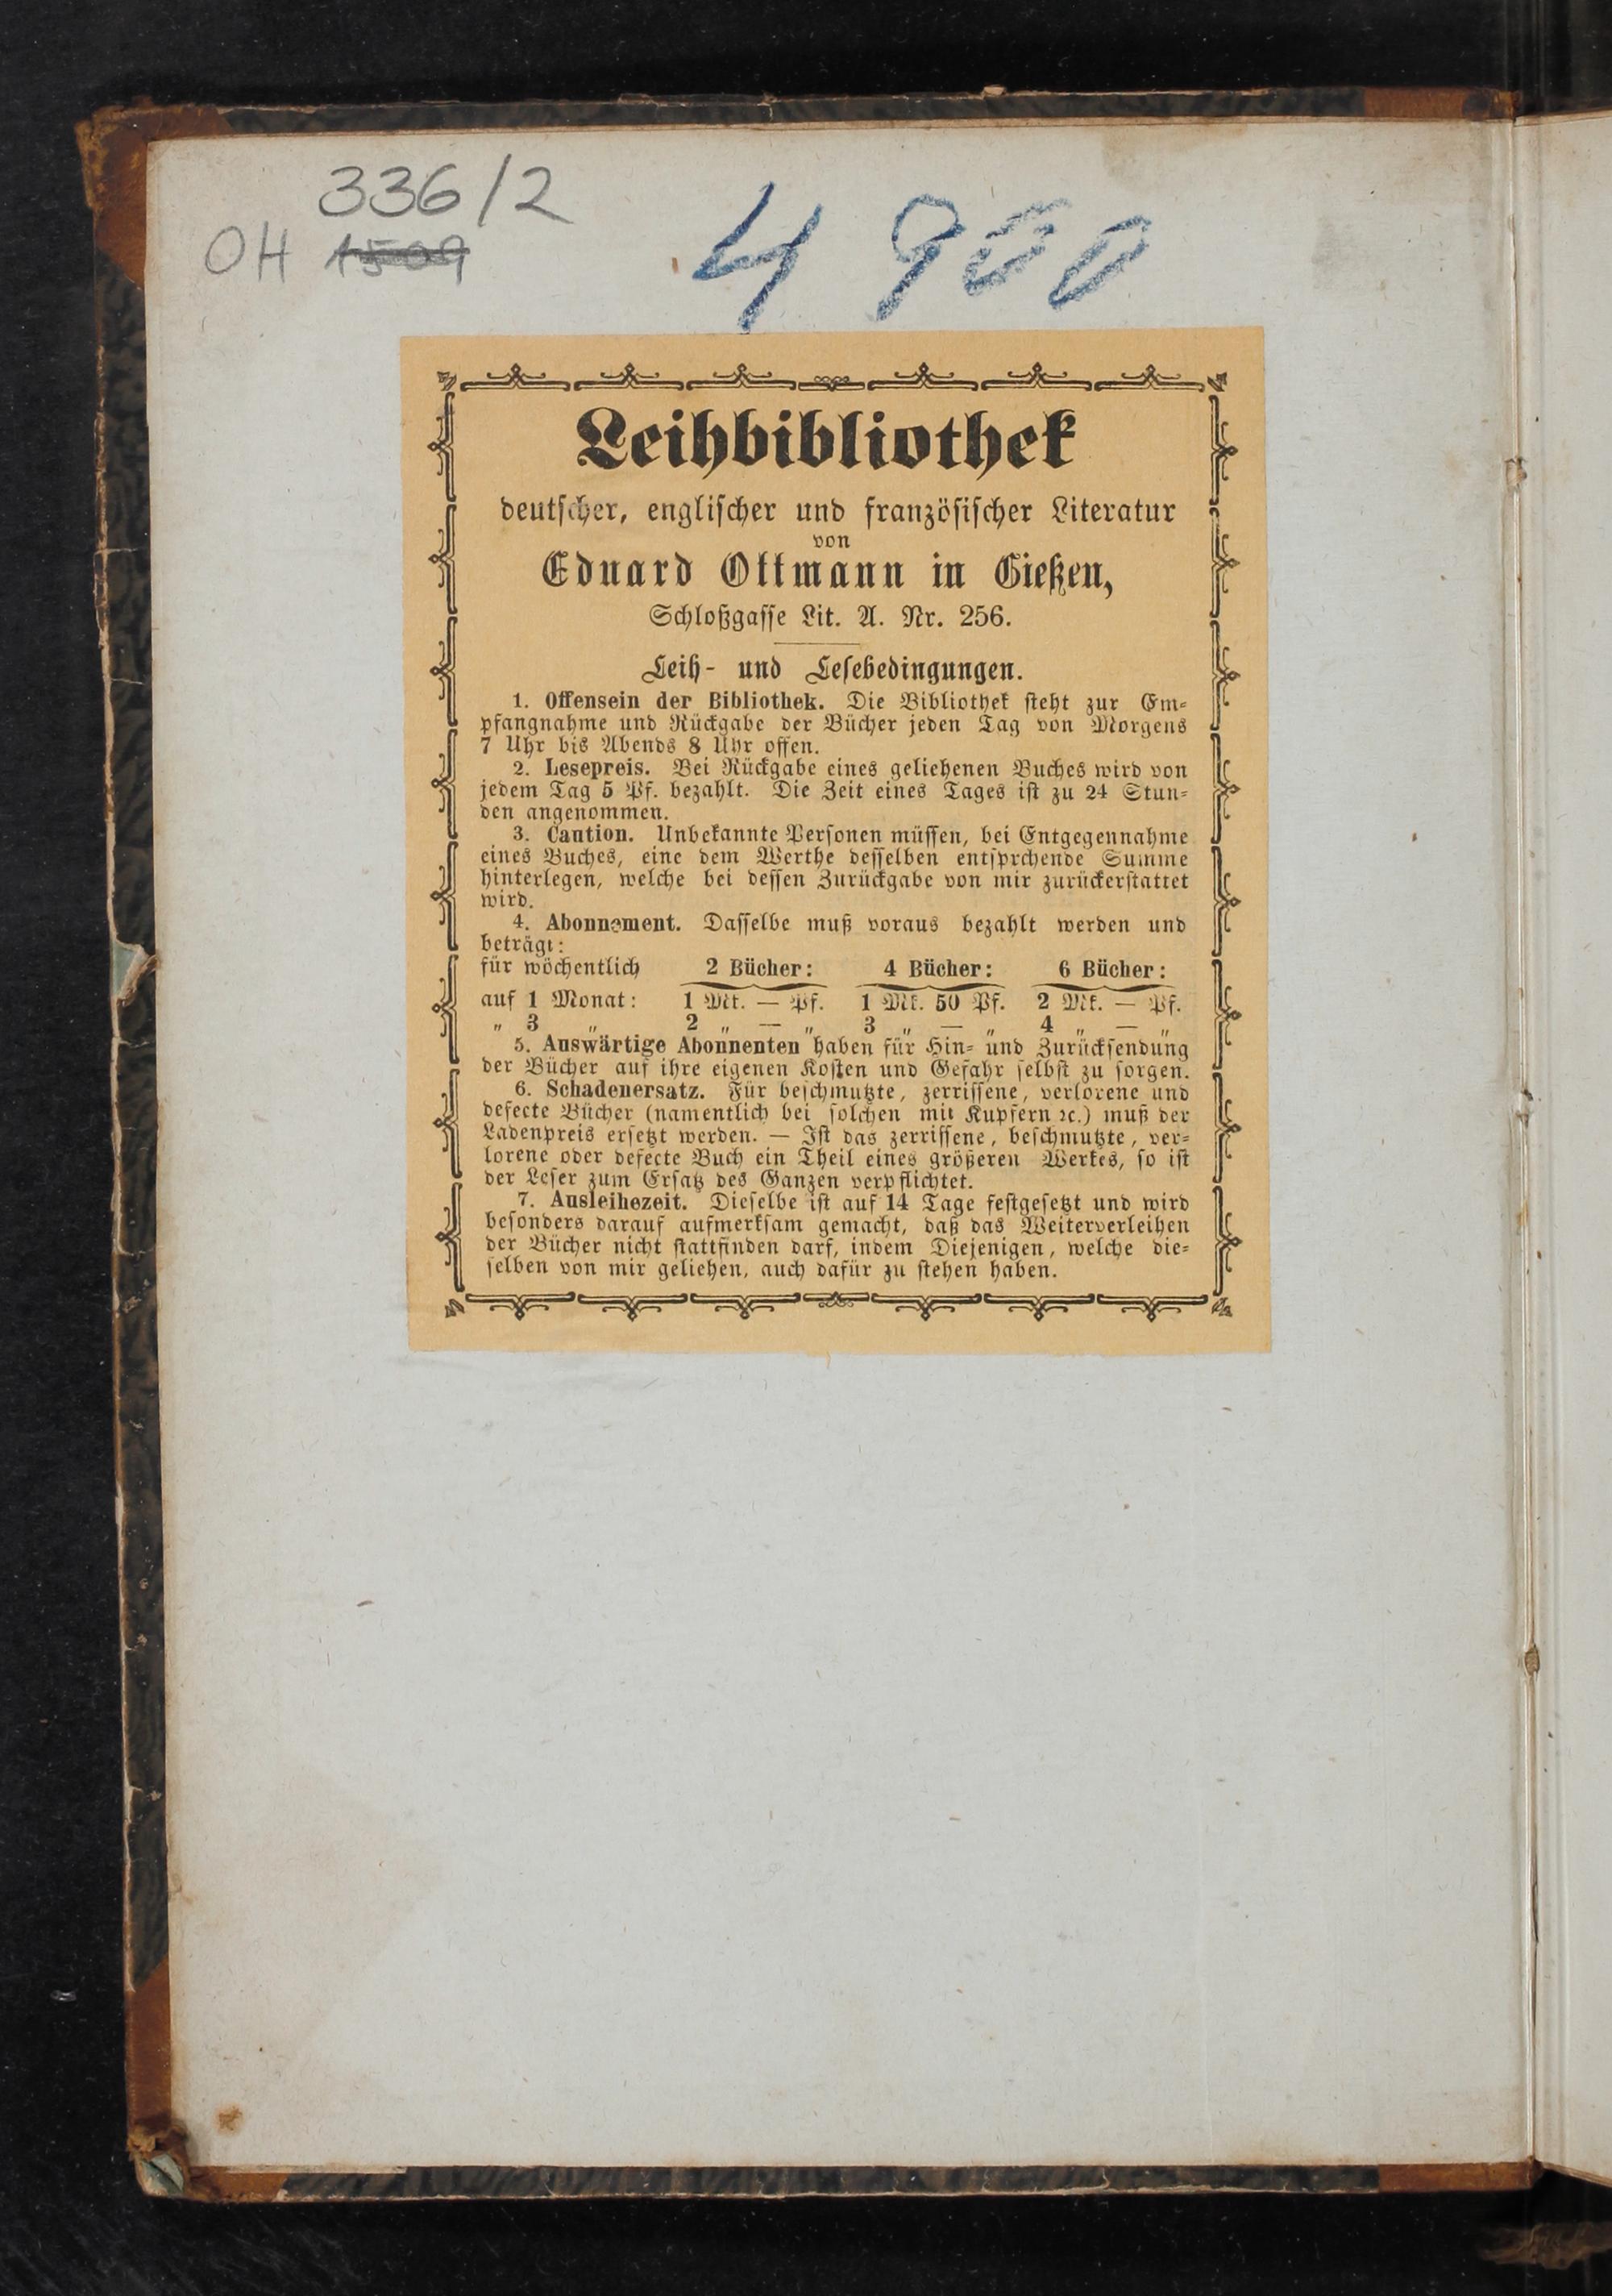 336/2
OH 1509
4 900
Leihbibliothek
deutscher, englischer und französischer Literatur
von
Eduard Ottmann in Gießen,
Schloßgasse Lit. A. Nr. 256.
Leih- und Lesebedingungen.
1. Offensein der Bibliothek. Die Bibliothek steht zur Em-
pfangnahme und Rückgabe der Bücher jeden Tag von Morgens
7 Uhr bis Abends 8 Uhr offen.
2. Lesepreis. Bei Rückgabe eines geliehenen Buches wird von
jedem Tag 5 Pf. bezahlt. Die Zeit eines Tages ist zu 24 Stun-
den angenommen.
3. Caution. Unbekannte Personen müssen, bei Entgegennahme
eines Buches, eine dem Werthe desselben entsprchende Summe
hinterlegen, welche bei dessen Zurückgabe von mir zurückerstattet
wird.
4. Abonnement. Dasselbe muß voraus bezahlt werden und
beträgt:
für wöchentlich 2 Bücher: 4 Bücher: 6 Bücher:
auf 1 Monat: 1 Mk. — Pf. 1 Mk. 50 Pf. 2 Mk. — Pf.
„ 3 „ 2 „ — „ 3 „ — „ 4 „ — „
5. Auswärtige Abonnenten haben für Hin- und Zurücksendung
der Bücher auf ihre eigenen Kosten und Gefahr selbst zu sorgen.
6. Schadenersatz. Für beschmutzte, zerrissene, verlorene und
defecte Bücher (namentlich bei solchen mit Kupfern ꝛc.) muß der
Ladenpreis ersetzt werden. — Ist das zerrissene, beschmutzte, ver-
lorene oder defecte Buch ein Theil eines größeren Werkes, so ist
der Leser zum Ersatz des Ganzen verpflichtet.
7. Ausleihezeit. Dieselbe ist auf 14 Tage festgesetzt und wird
besonders darauf aufmerksam gemacht, daß das Weiterverleihen
der Bücher nicht stattfinden darf, indem Diejenigen, welche die-
selben von mir geliehen, auch dafür zu stehen haben.